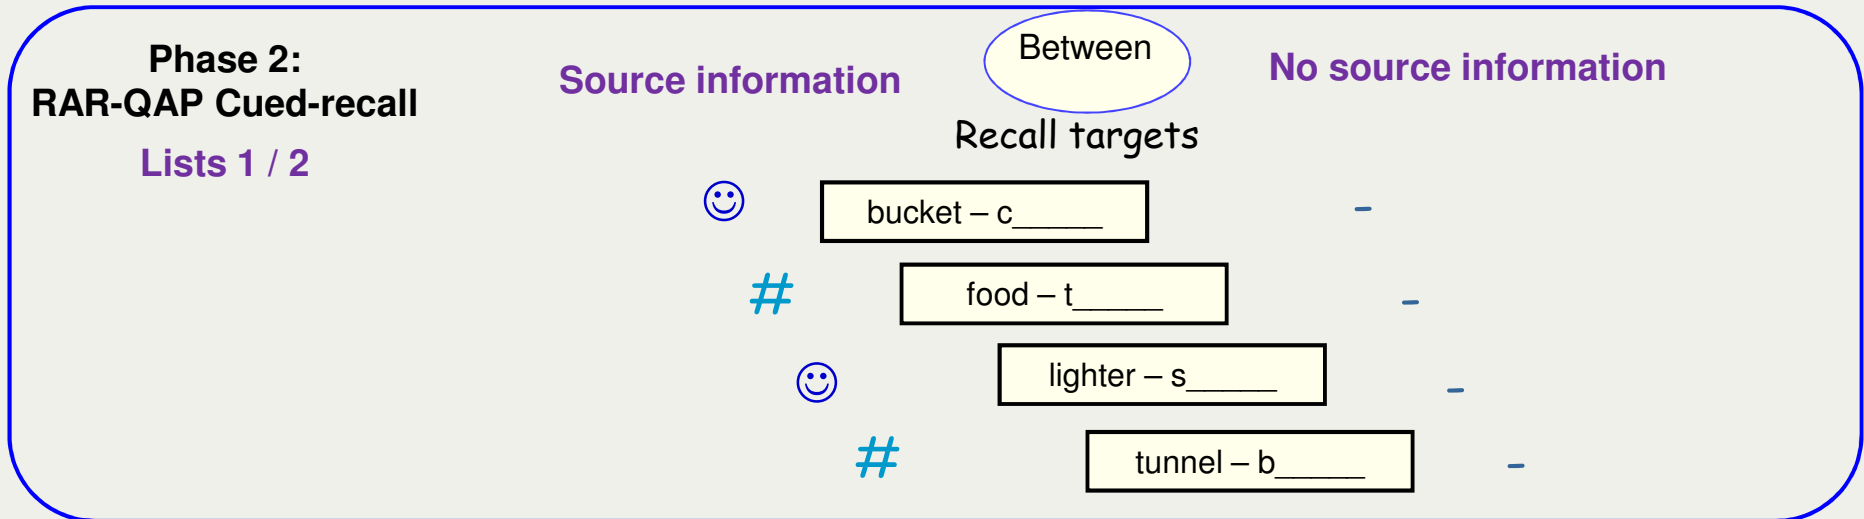 Phase 2:
RAR-QAP Cued-recall
Lists 1 / 2
Source information
Between
No source information
Recall targets
☺ bucket – c_____ -
# food – t_____ -
☺ lighter – s_____ -
# tunnel – b_____ -